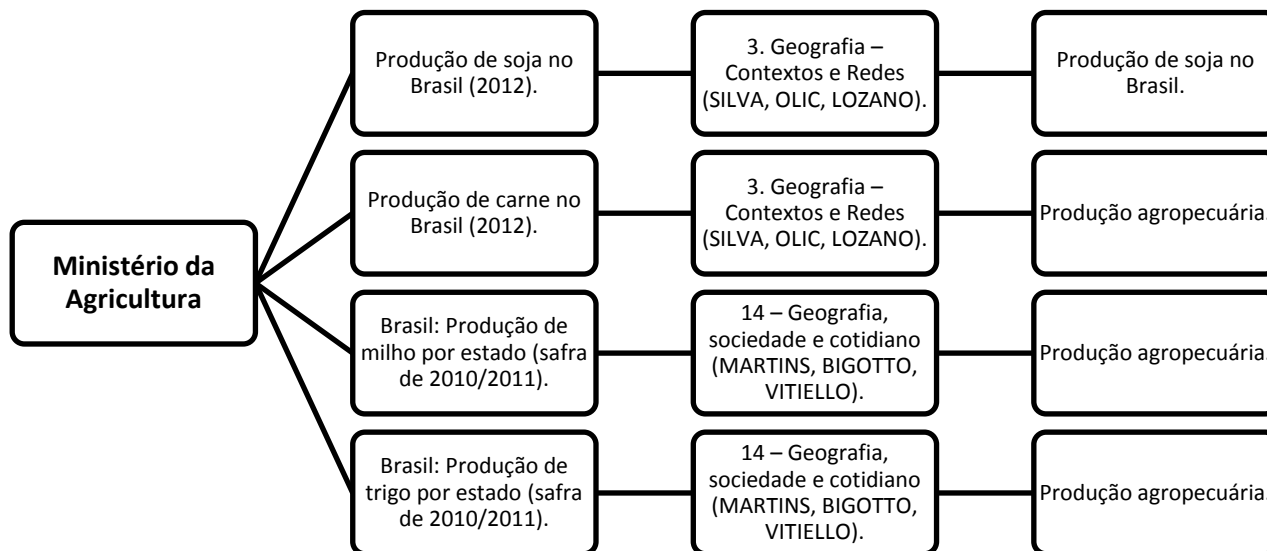 Produção de soja no
Brasil (2012).
3. Geografia –
Contextos e Redes
(SILVA, OLIC, LOZANO).
Produção de soja no
Brasil.
Produção de carne no
Brasil (2012).
3. Geografia –
Contextos e Redes
(SILVA, OLIC, LOZANO).
Produção agropecuária.
Ministério da
Agricultura
Brasil: Produção de
milho por estado (safra
de 2010/2011).
14 – Geografia,
sociedade e cotidiano
(MARTINS, BIGOTTO,
VITIELLO).
Produção agropecuária.
Brasil: Produção de
trigo por estado (safra
de 2010/2011).
14 – Geografia,
sociedade e cotidiano
(MARTINS, BIGOTTO,
VITIELLO).
Produção agropecuária.